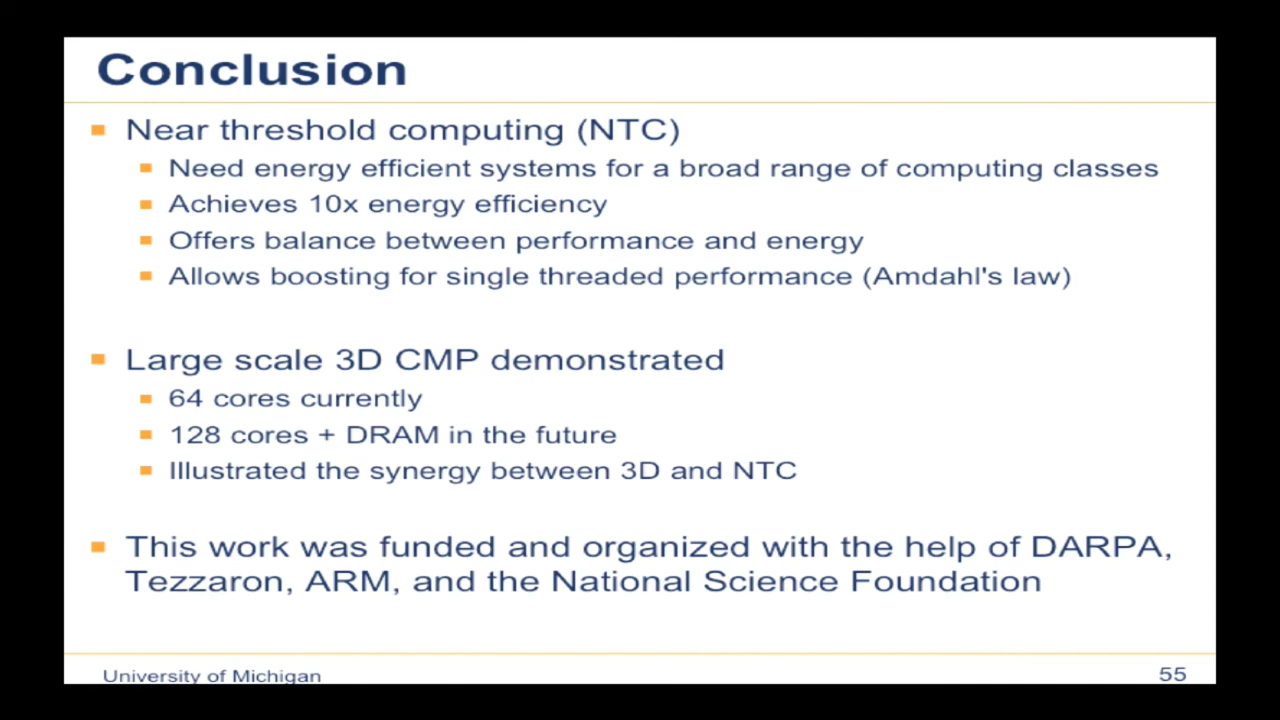 Conclusion
Near threshold computing (NTC)
Need energy efficient systems for a broad range of computing classes
Achieves 10x energy efficiency
Offers balance between performance and energy
Allows boosting for single threaded performance (Amdahl's law)
Large scale 3D CMP demonstrated
64 cores currently
128 cores + DRAM in the future
Illustrated the synergy between 3D and NTC
This work was funded and organized with the help of DARPA,
Tezzaron, ARM, and the National Science Foundation
University of Michigan
55